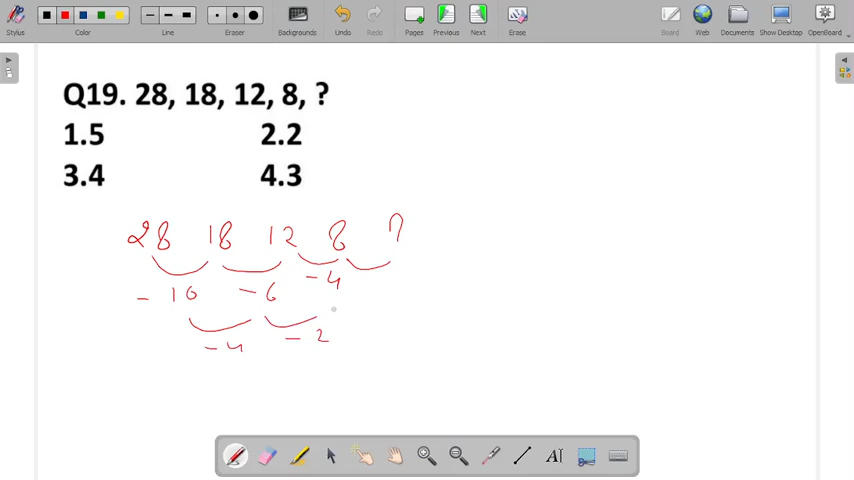 Stylus Color Line Eraser Backgrounds Undo Redo Pages Previous Next Erase Board Web Documents Show Desktop OpenBoard
Q19. 28, 18, 12, 8, ?
1.5 2.2
3.4 4.3
28 18 12 8 ?
- 10 - 6 - 4
- 4 - 2